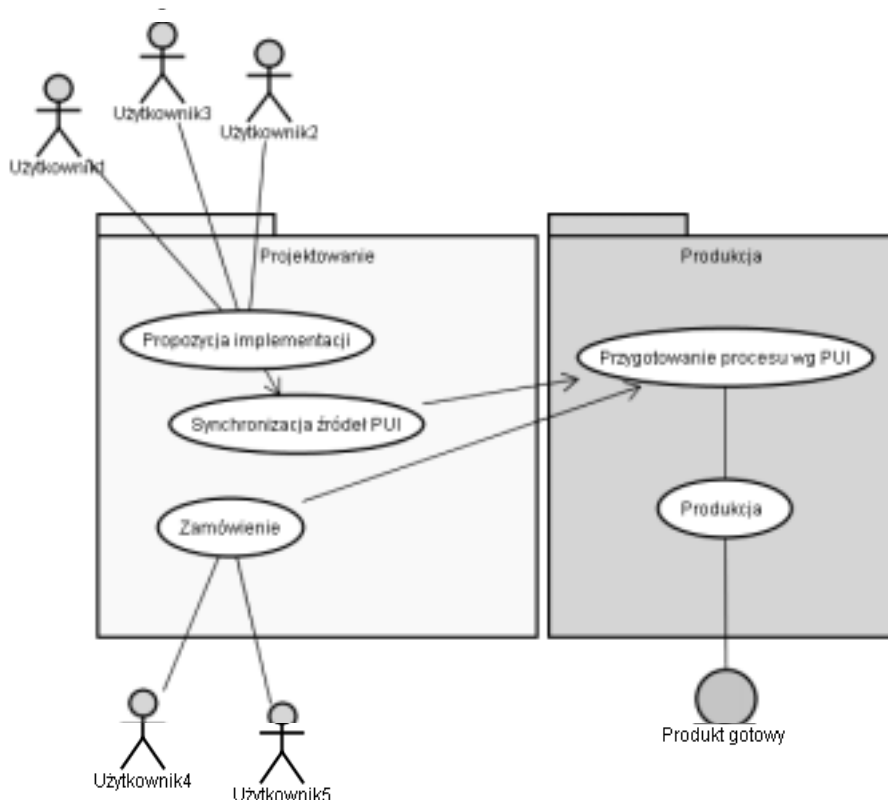 Użytkownik3
Użytkownik2
Użytkownik1
Projektowanie
Produkcja
Propozycja implementacji
Przygotowanie procesu wg PUI
Synchronizacja źródeł PUI
Produkcja
Zamówienie
Produkt gotowy
Użytkownik4
Użytkownik5